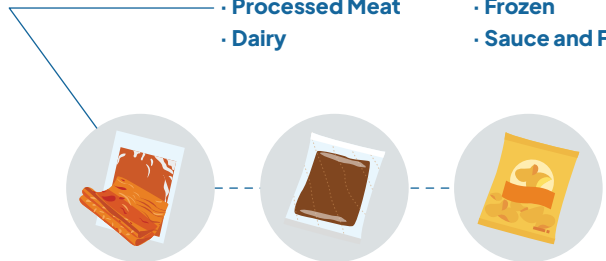 · Processed Meat
· Dairy
· Frozen
· Sauce and